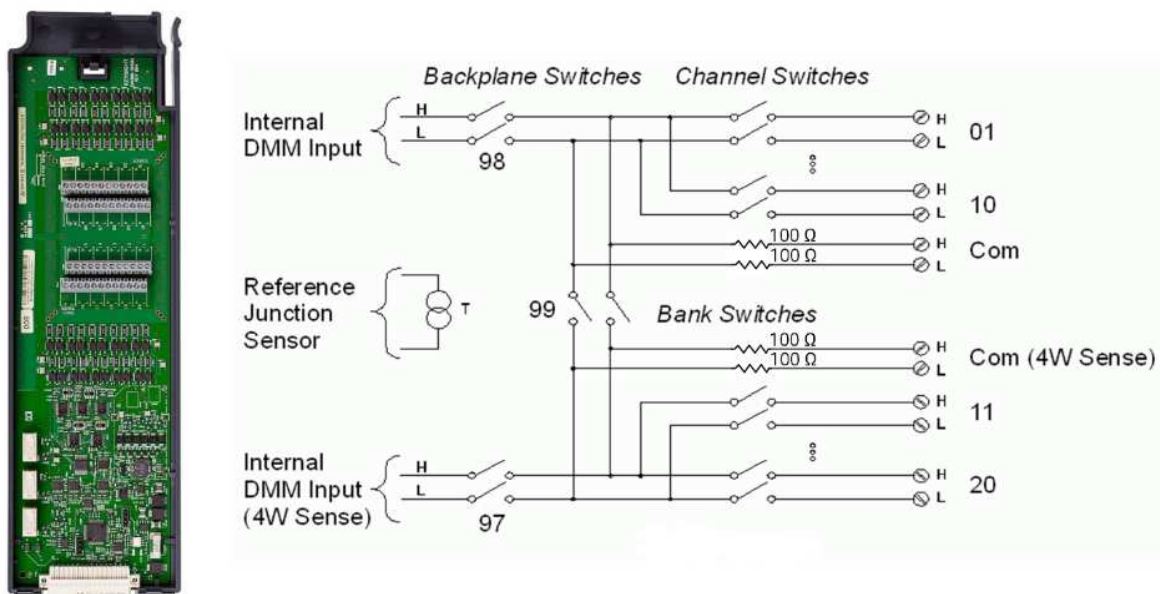 Backplane Switches Channel Switches
Internal
DMM Input
H
L
98
H
L
01
H
L
10
100 Ω
100 Ω
H
L
Com
Reference
Junction
Sensor
T
99
Bank Switches
100 Ω
100 Ω
H
L
Com (4W Sense)
H
L
11
Internal
DMM Input
(4W Sense)
H
L
97
H
L
20